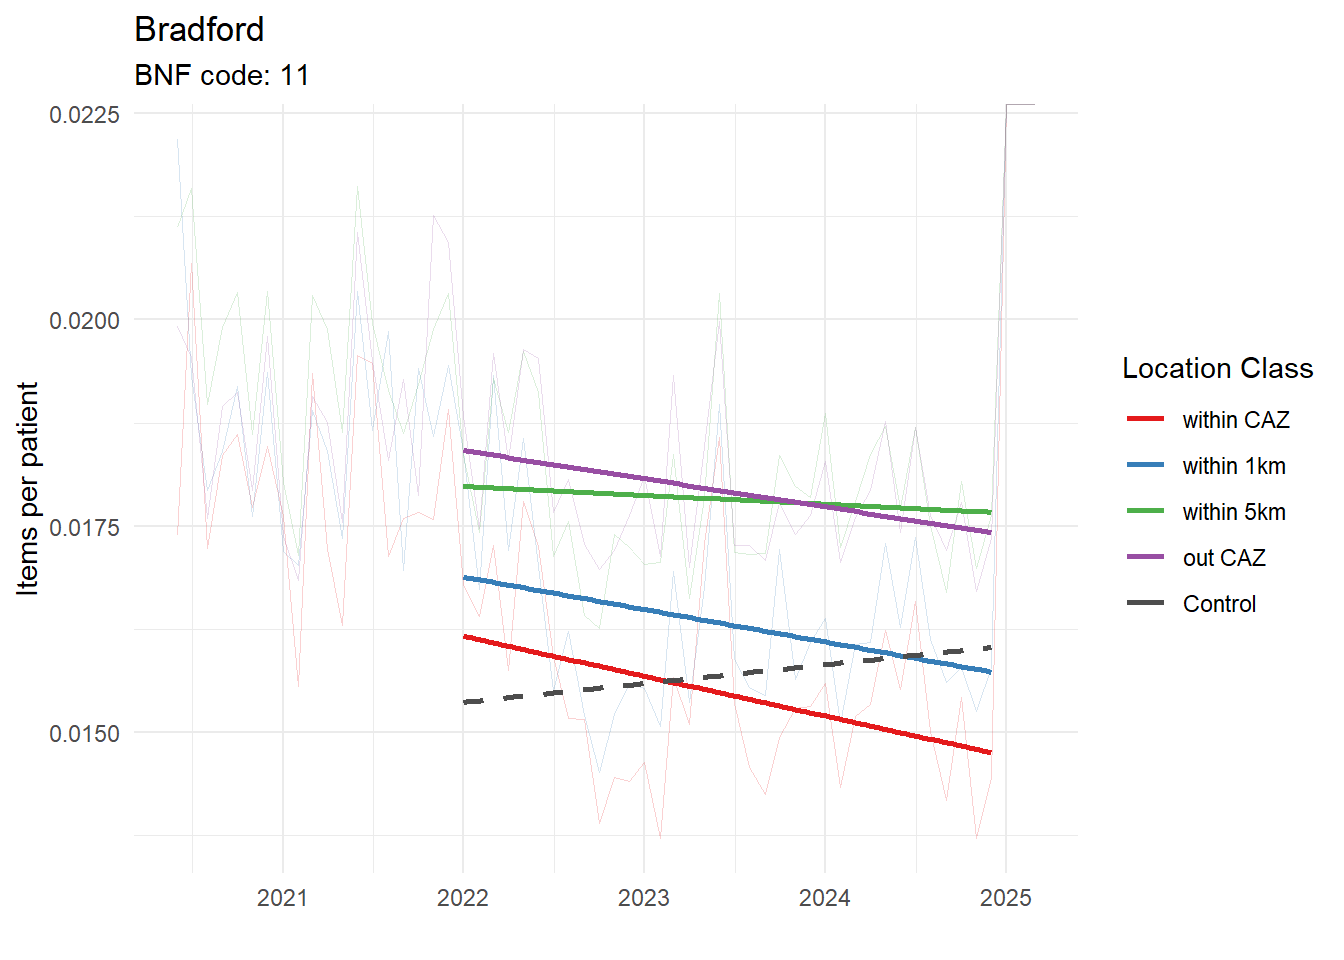 Bradford
BNF code: 11
0.0225
0.0200
0.0175
0.0150
Items per patient
2021
2022
2023
2024
2025
Location Class
within CAZ
within 1km
within 5km
out CAZ
Control